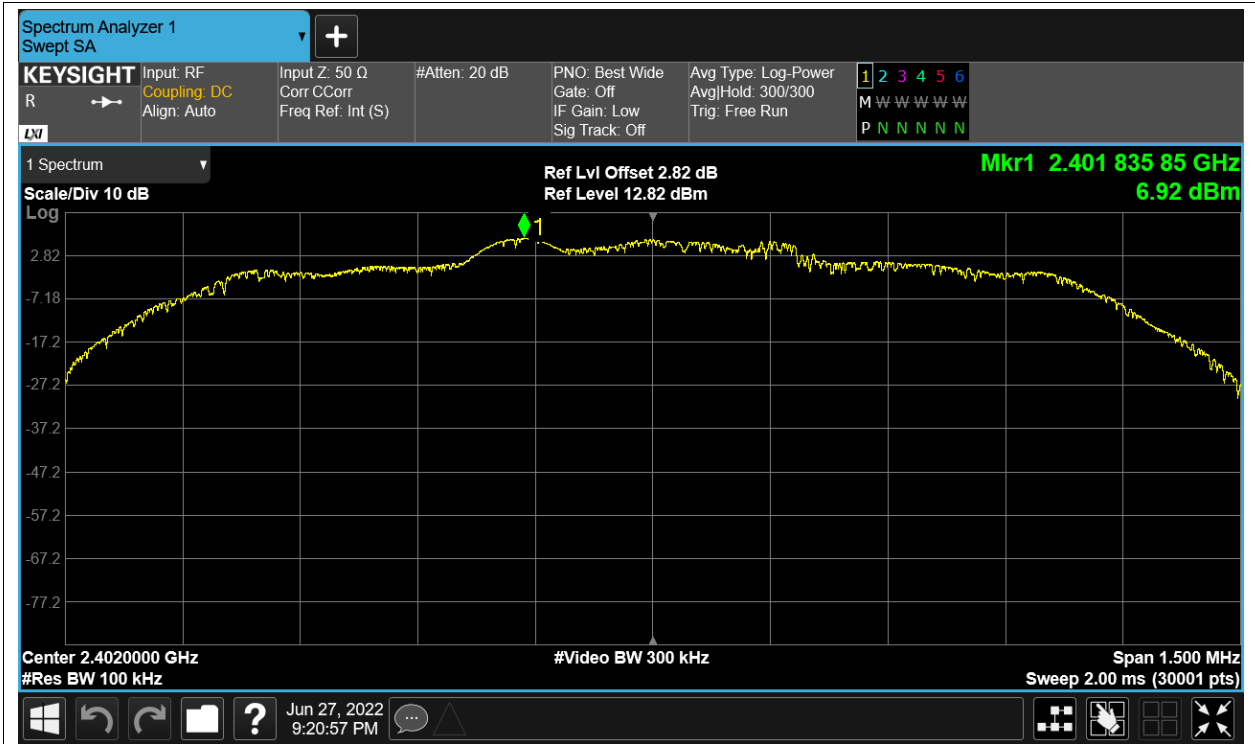 Spectrum Analyzer 1
Swept SA
KEYSIGHT
R
LXI
Input: RF
Coupling: DC
Align: Auto
Input Z: 50 Ω
Corr CCorr
Freq Ref: Int (S)
#Atten: 20 dB
PNO: Best Wide
Gate: Off
IF Gain: Low
Sig Track: Off
Avg Type: Log-Power
Avg|Hold: 300/300
Trig: Free Run
1 2 3 4 5 6
M W W W W W
P N N N N N
1 Spectrum
Scale/Div 10 dB
Log
Ref Lvl Offset 2.82 dB
Ref Level 12.82 dBm
Mkr1 2.401 835 85 GHz
6.92 dBm
1
2.82
-7.18
-17.2
-27.2
-37.2
-47.2
-57.2
-67.2
-77.2
Center 2.4020000 GHz
#Res BW 100 kHz
#Video BW 300 kHz
Span 1.500 MHz
Sweep 2.00 ms (30001 pts)
?
Jun 27, 2022
9:20:57 PM